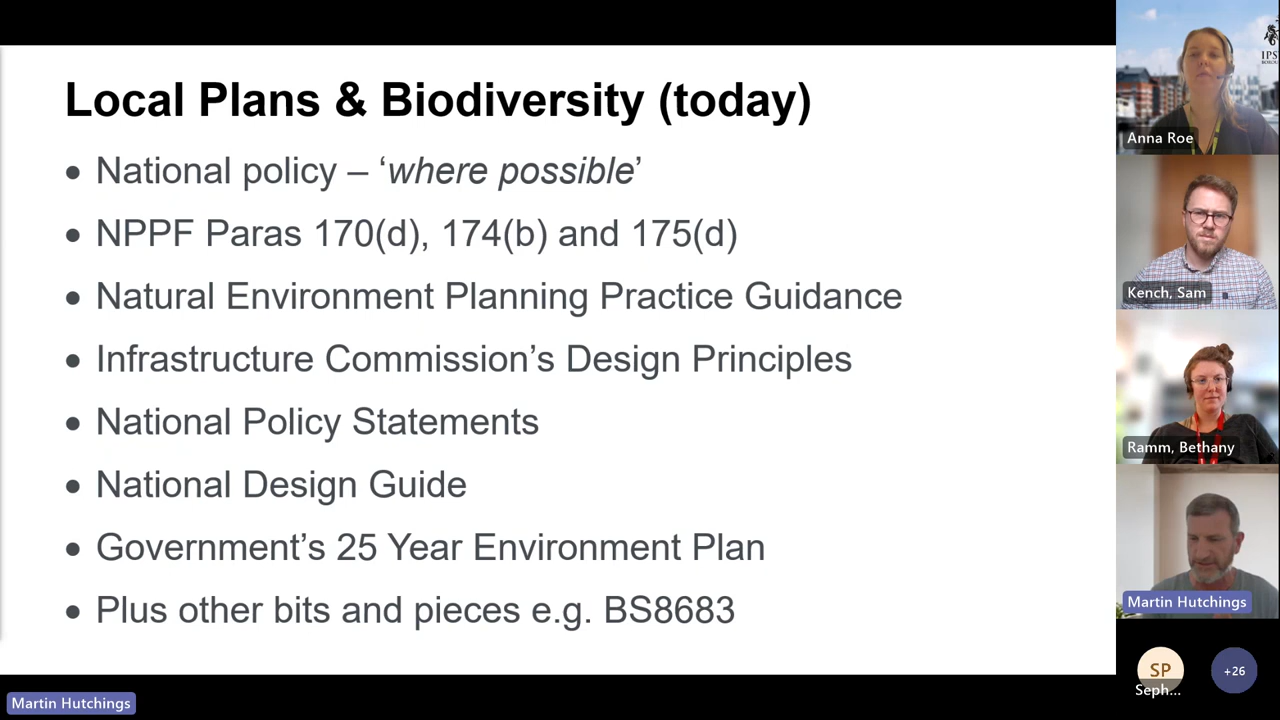 Local Plans & Biodiversity (today)
• National policy – ‘where possible’
• NPPF Paras 170(d), 174(b) and 175(d)
• Natural Environment Planning Practice Guidance
• Infrastructure Commission’s Design Principles
• National Policy Statements
• National Design Guide
• Government’s 25 Year Environment Plan
• Plus other bits and pieces e.g. BS8683
Martin Hutchings
IPS
Anna Roe
Kench, Sam
Ramm, Bethany
Martin Hutchings
SP
Seph...
+26